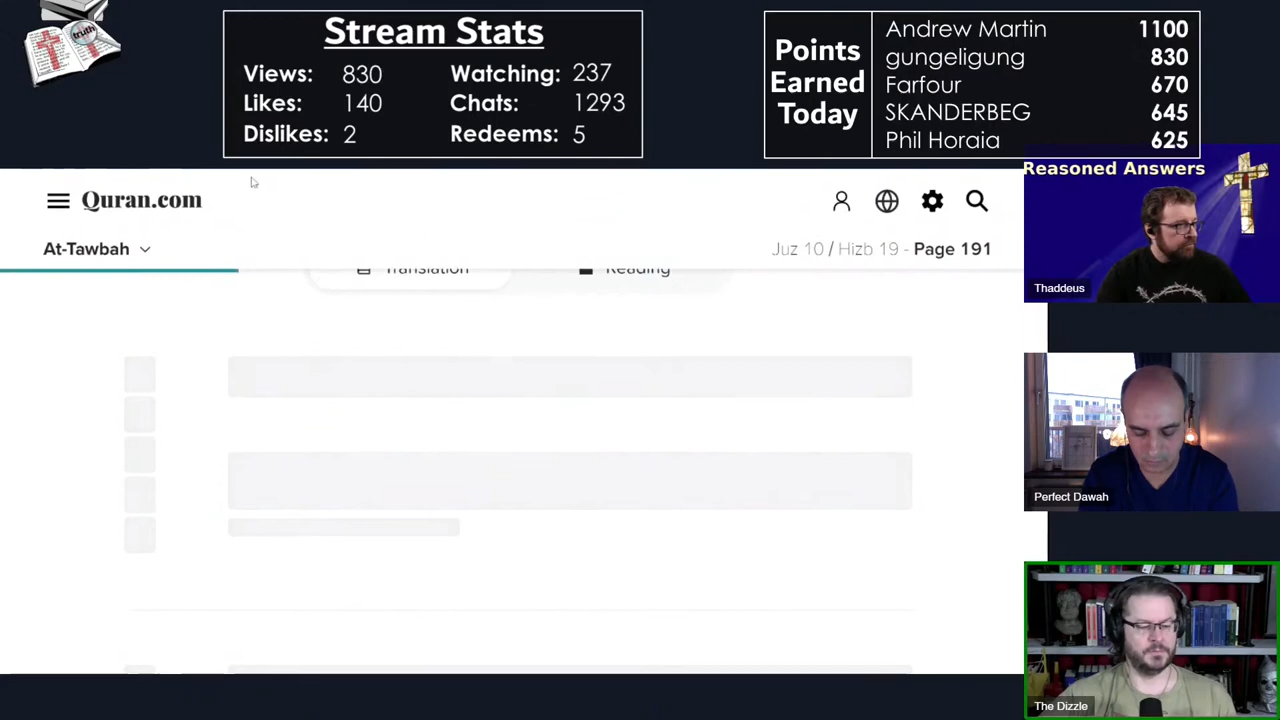 truth
Stream Stats
Views: 830
Watching: 237
Likes: 140
Chats: 1293
Dislikes: 2
Redeems: 5
Points Earned Today
Andrew Martin 1100
gungeligung 830
Farfour 670
SKANDERBEG 645
Phil Horaia 625
Quran.com
At-Tawbah
Juz 10 / Hizb 19 - Page 191
Translation
Reading
Reasoned Answers
Thaddeus
Perfect Dawah
The Dizzle